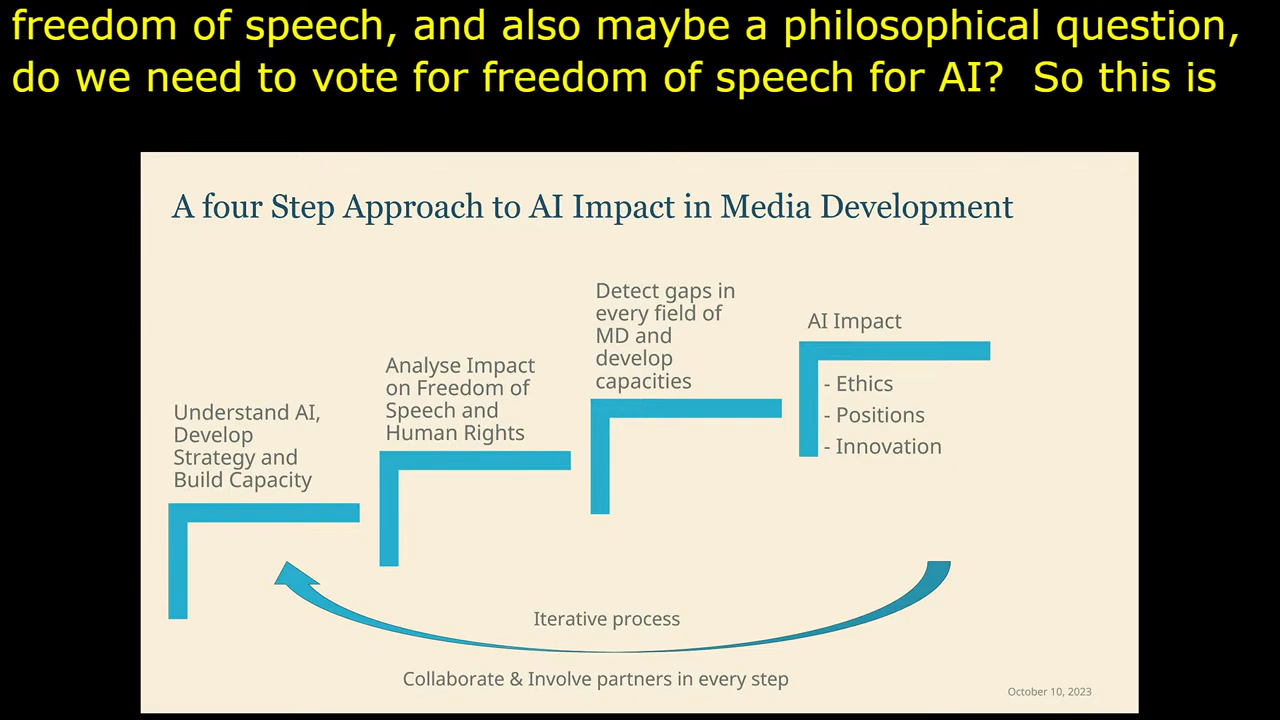 freedom of speech, and also maybe a philosophical question,
do we need to vote for freedom of speech for AI?  So this is
A four Step Approach to AI Impact in Media Development
Understand AI,
Develop
Strategy and
Build Capacity
Analyse Impact
on Freedom of
Speech and
Human Rights
Detect gaps in
every field of
MD and
develop
capacities
AI Impact
- Ethics
- Positions
- Innovation
Iterative process
Collaborate & Involve partners in every step
October 10, 2023